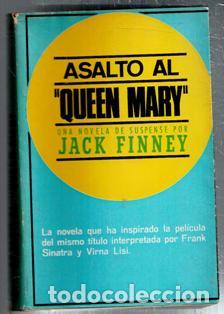 ASALTO AL
"QUEEN MARY"
UNA NOVELA DE SUSPENSE POR
JACK FINNEY
La novela que ha inspirado la película
del mismo título interpretada por Frank
Sinatra y Virna Lisi.
todocoleccion